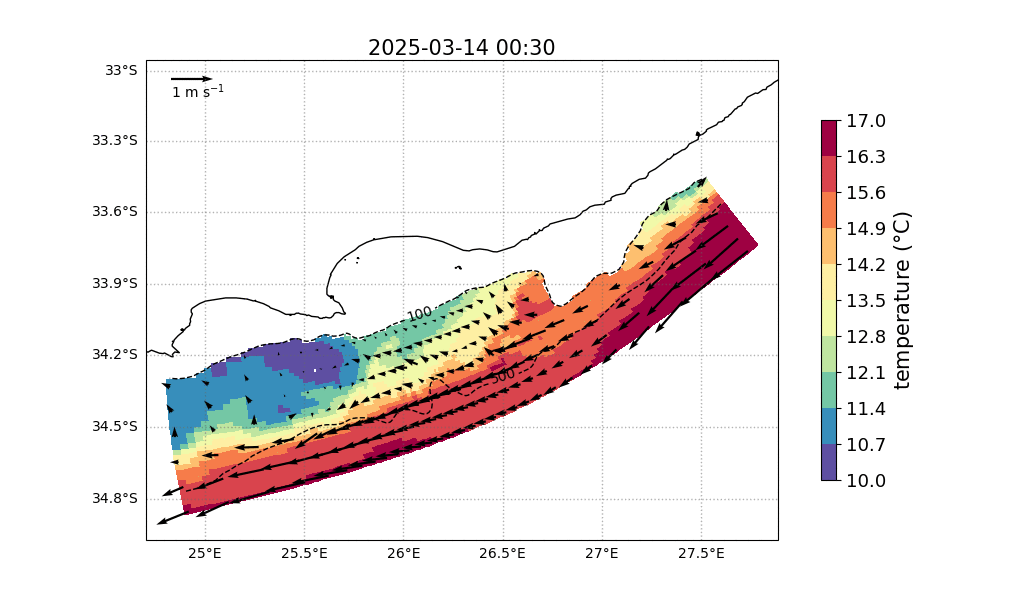 2025-03-14 00:30
33°S
33.3°S
33.6°S
33.9°S
34.2°S
34.5°S
34.8°S
1 m s⁻¹
100
500
25°E
25.5°E
26°E
26.5°E
27°E
27.5°E
17.0
16.3
15.6
14.9
14.2
13.5
12.8
12.1
11.4
10.7
10.0
temperature (°C)